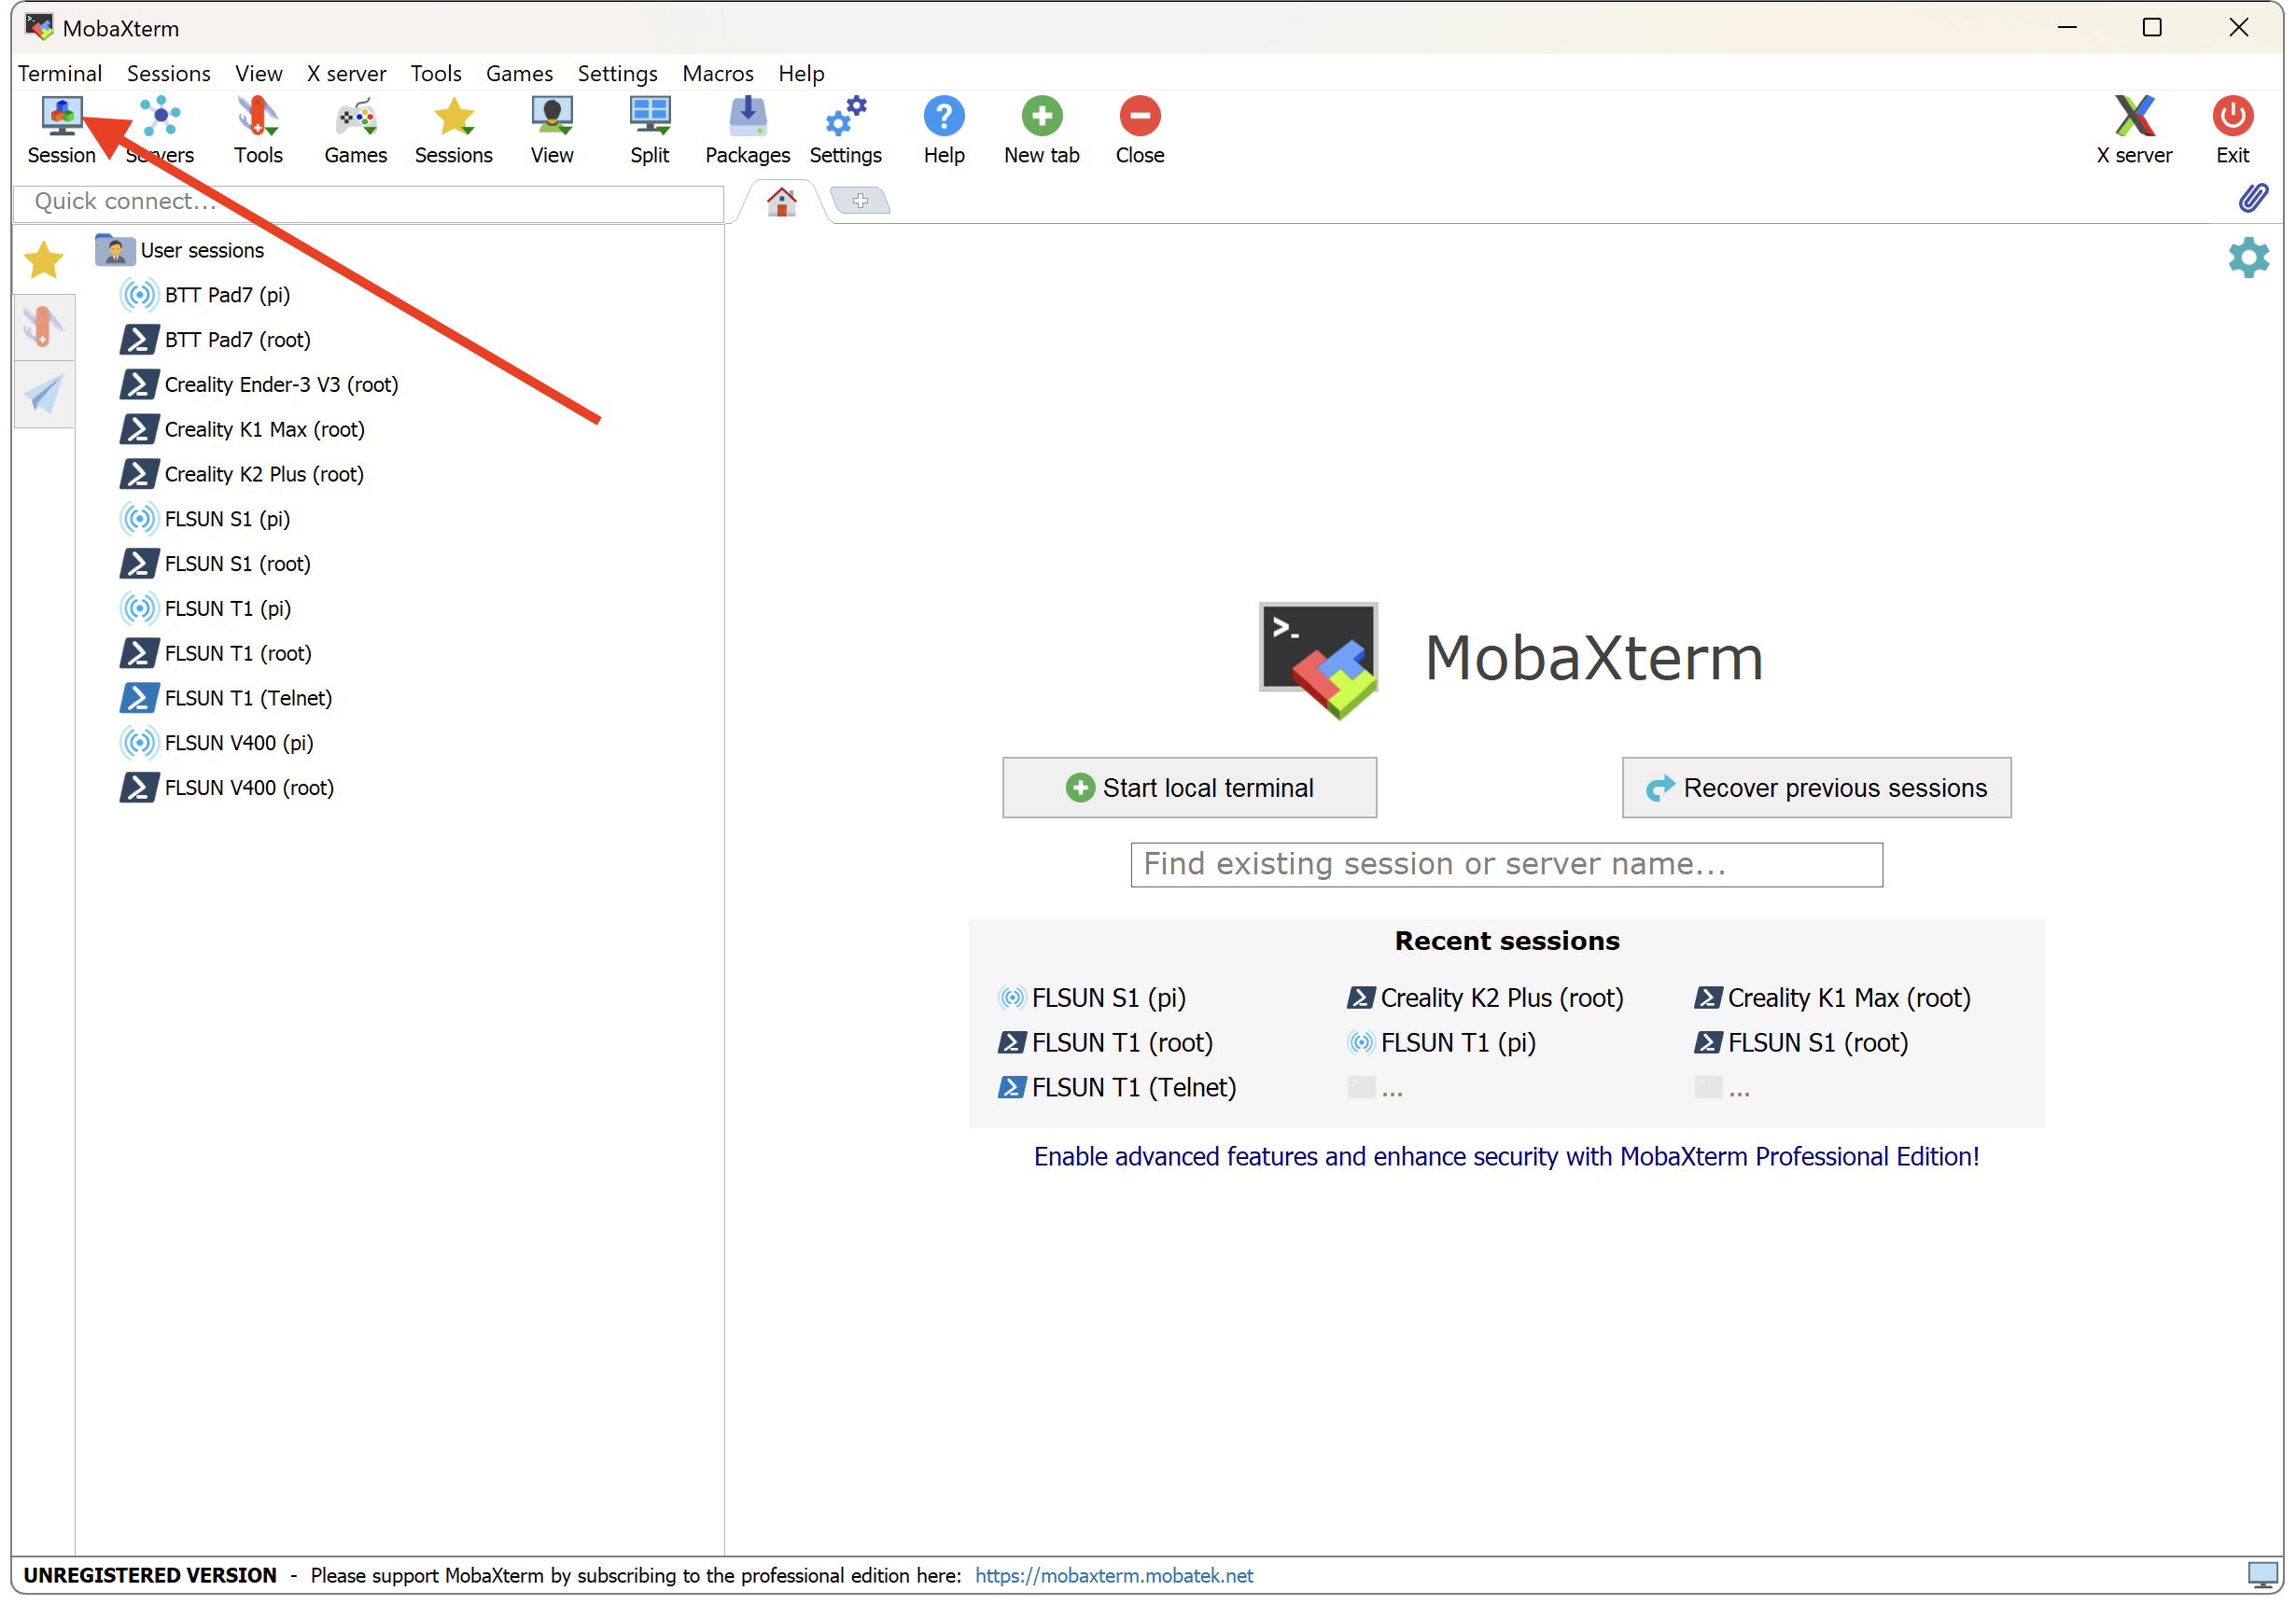 MobaXterm
Terminal Sessions View X server Tools Games Settings Macros Help
Session Servers Tools Games Sessions View Split Packages Settings Help New tab Close X server Exit
Quick connect...
User sessions
BTT Pad7 (pi)
BTT Pad7 (root)
Creality Ender-3 V3 (root)
Creality K1 Max (root)
Creality K2 Plus (root)
FLSUN S1 (pi)
FLSUN S1 (root)
FLSUN T1 (pi)
FLSUN T1 (root)
FLSUN T1 (Telnet)
FLSUN V400 (pi)
FLSUN V400 (root)
MobaXterm
Start local terminal Recover previous sessions
Find existing session or server name...
Recent sessions
FLSUN S1 (pi) Creality K2 Plus (root) Creality K1 Max (root)
FLSUN T1 (root) FLSUN T1 (pi) FLSUN S1 (root)
FLSUN T1 (Telnet) ... ...
Enable advanced features and enhance security with MobaXterm Professional Edition!
UNREGISTERED VERSION - Please support MobaXterm by subscribing to the professional edition here: https://mobaxterm.mobatek.net